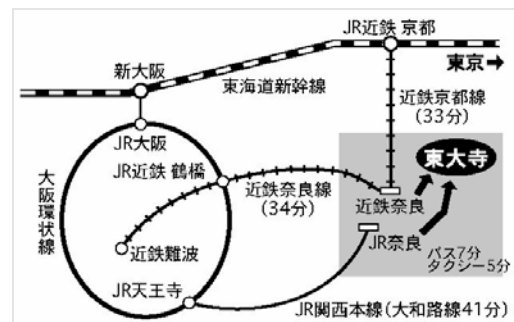 JR近鉄 京都
新大阪
東京
東海道新幹線
近鉄京都線
(33分)
JR大阪
JR近鉄 鶴橋
東大寺
大阪環状線
近鉄奈良線
(34分)
近鉄奈良
近鉄難波
JR奈良
バス7分
タクシー5分
JR天王寺
JR関西本線(大和路線41分)